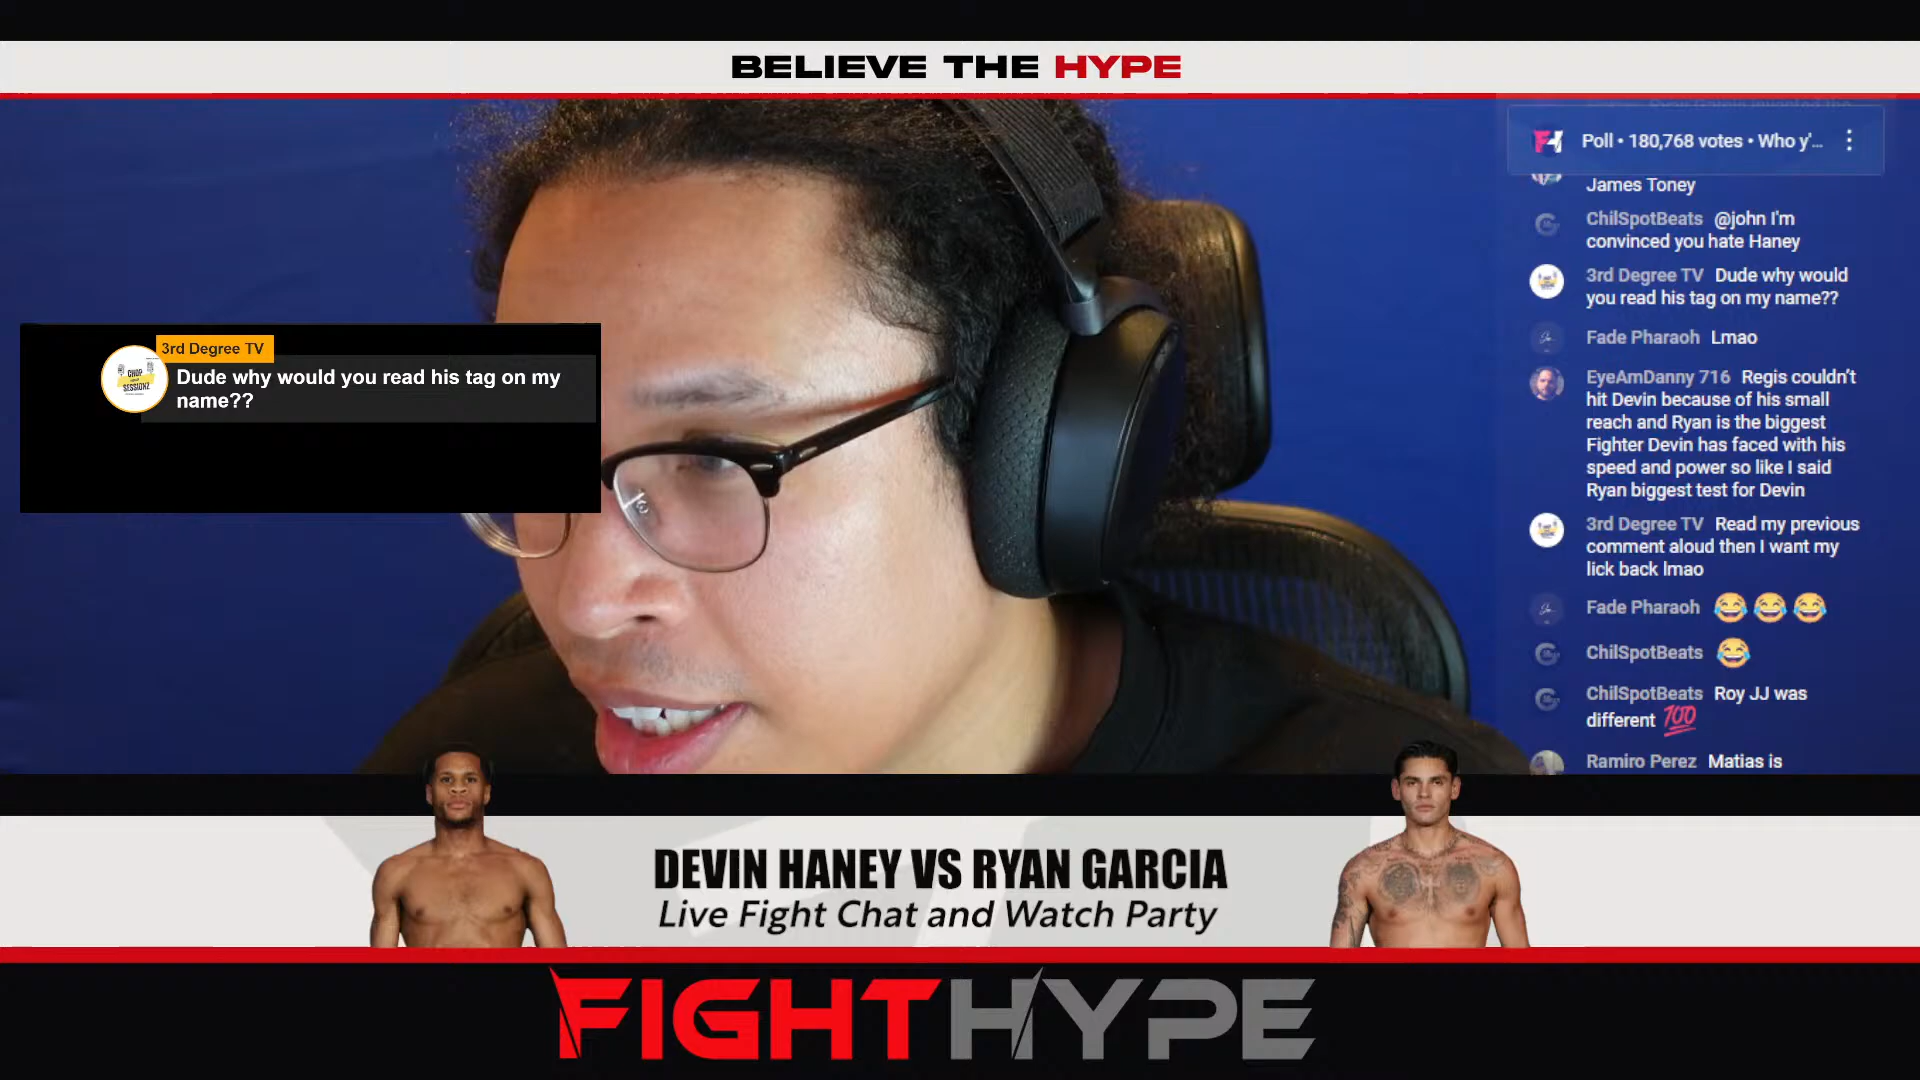 BELIEVE THE HYPE
Poll • 180,768 votes • Who y'...
James Toney
ChilSpotBeats @john I'm
convinced you hate Haney
3rd Degree TV Dude why would
you read his tag on my name??
Fade Pharaoh Lmao
EyeAmDanny 716 Regis couldn't
hit Devin because of his small
reach and Ryan is the biggest
Fighter Devin has faced with his
speed and power so like I said
Ryan biggest test for Devin
3rd Degree TV Read my previous
comment aloud then I want my
lick back lmao
Fade Pharaoh 😂😂😂
ChilSpotBeats 😂
ChilSpotBeats Roy JJ was
different 💯
Ramiro Perez Matias is
3rd Degree TV
CHOP
SESSIONZ
Dude why would you read his tag on my
name??
DEVIN HANEY VS RYAN GARCIA
Live Fight Chat and Watch Party
FIGHTHYPE